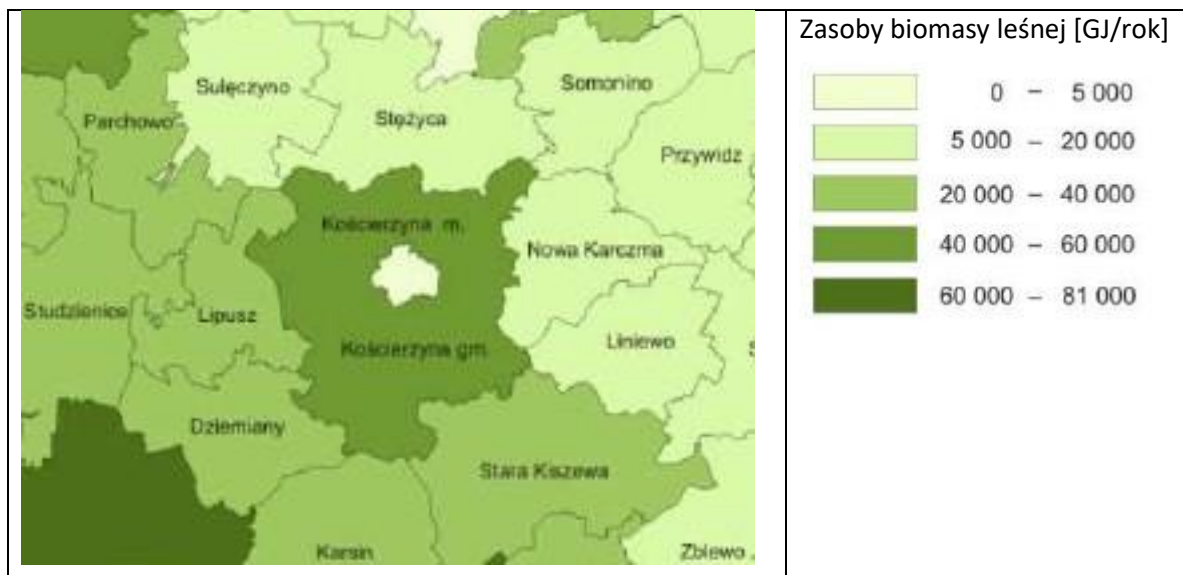 Zasoby biomasy leśnej [GJ/rok]
0 – 5 000
5 000 – 20 000
20 000 – 40 000
40 000 – 60 000
60 000 – 81 000
Sulęczyno
Somonino
Parchowo
Stężyca
Przywidz
Kościerzyna m.
Nowa Karczma
Studzienice
Lipusz
Liniewo
Kościerzyna gm.
Dziemiany
Stara Kiszewa
Karsin
Zblewo